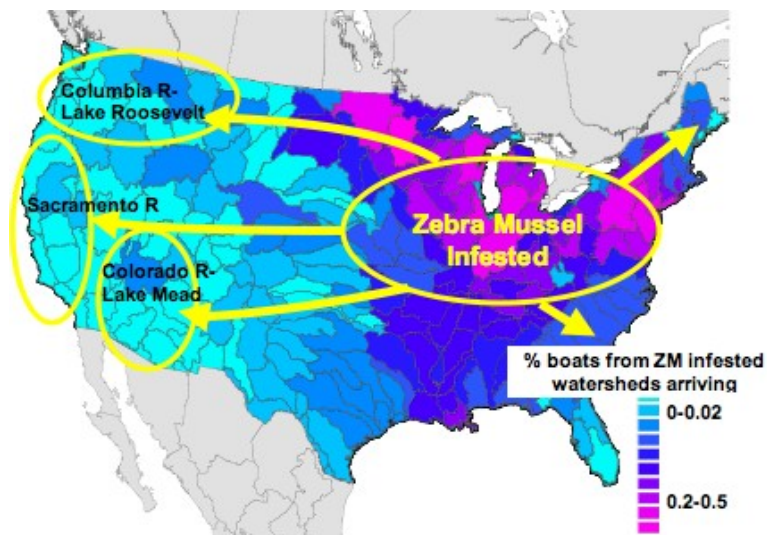 Columbia R-
Lake Roosevelt
Sacramento R
Zebra Mussel
Infested
Colorado R-
Lake Mead
% boats from ZM infested
watersheds arriving
0-0.02
0.2-0.5